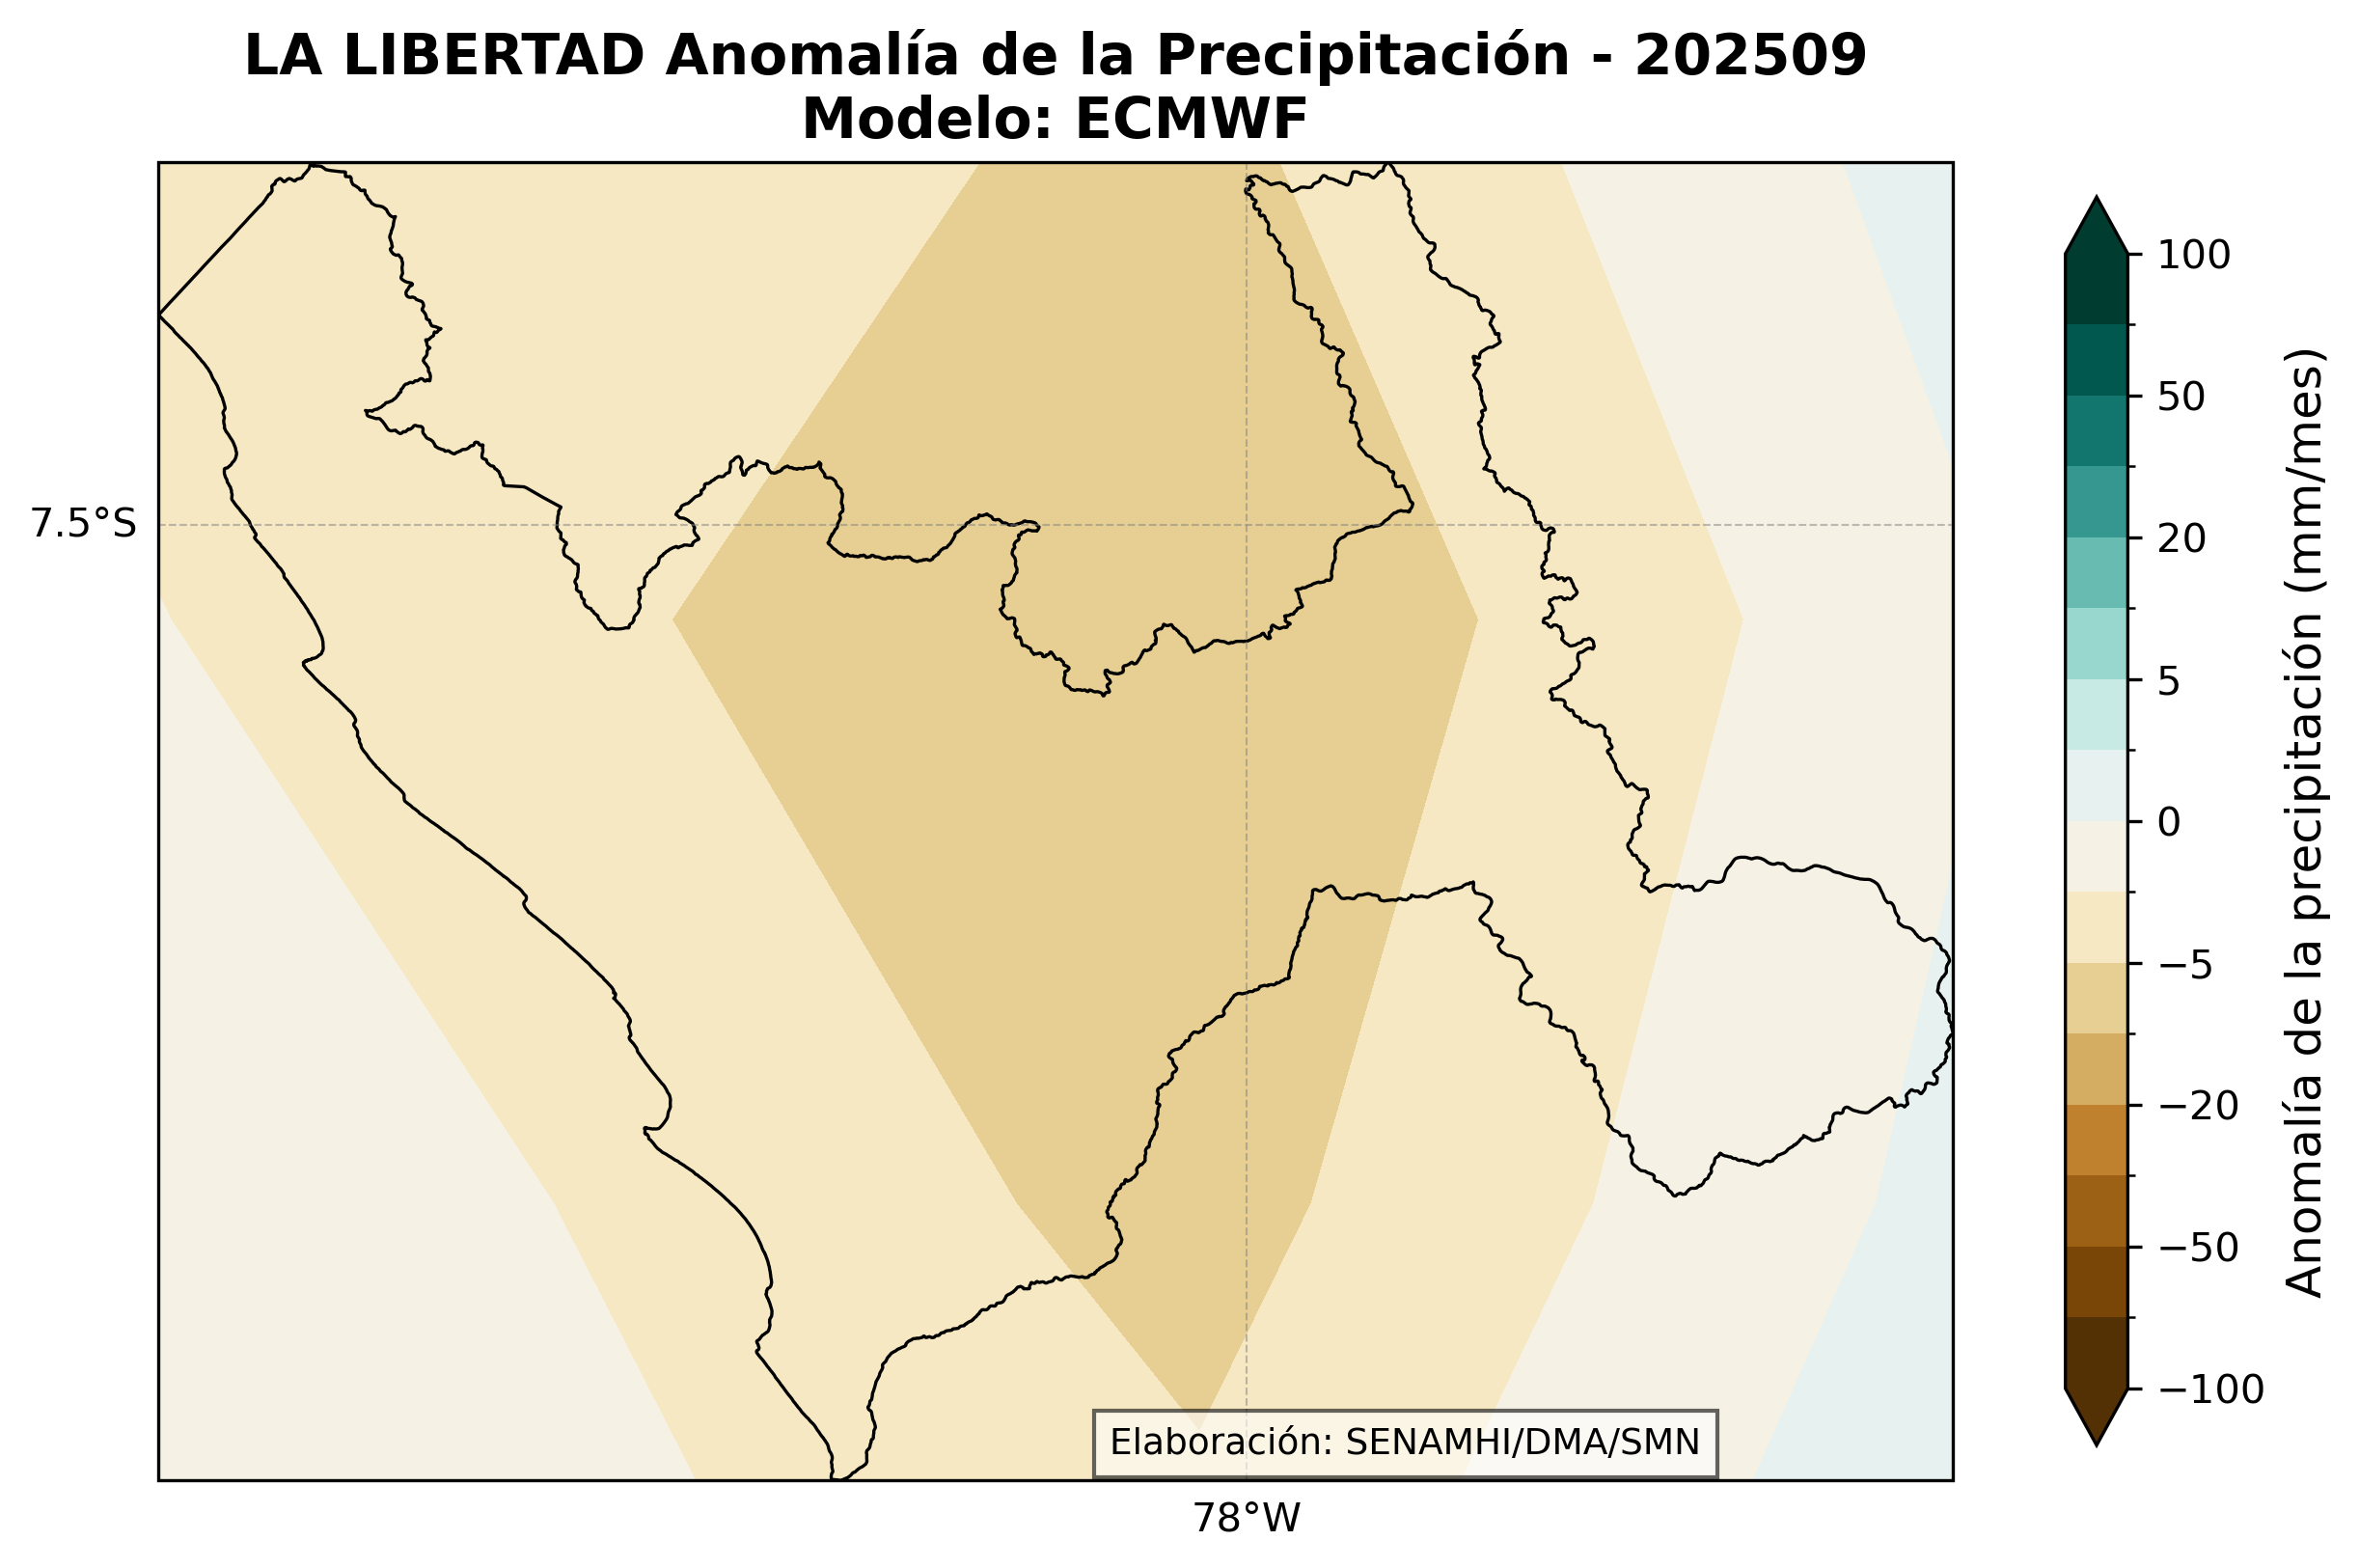 LA LIBERTAD Anomalía de la Precipitación - 202509
Modelo: ECMWF
7.5°S
78°W
Elaboración: SENAMHI/DMA/SMN
100
50
20
5
0
−5
−20
−50
−100
Anomalía de la precipitación (mm/mes)